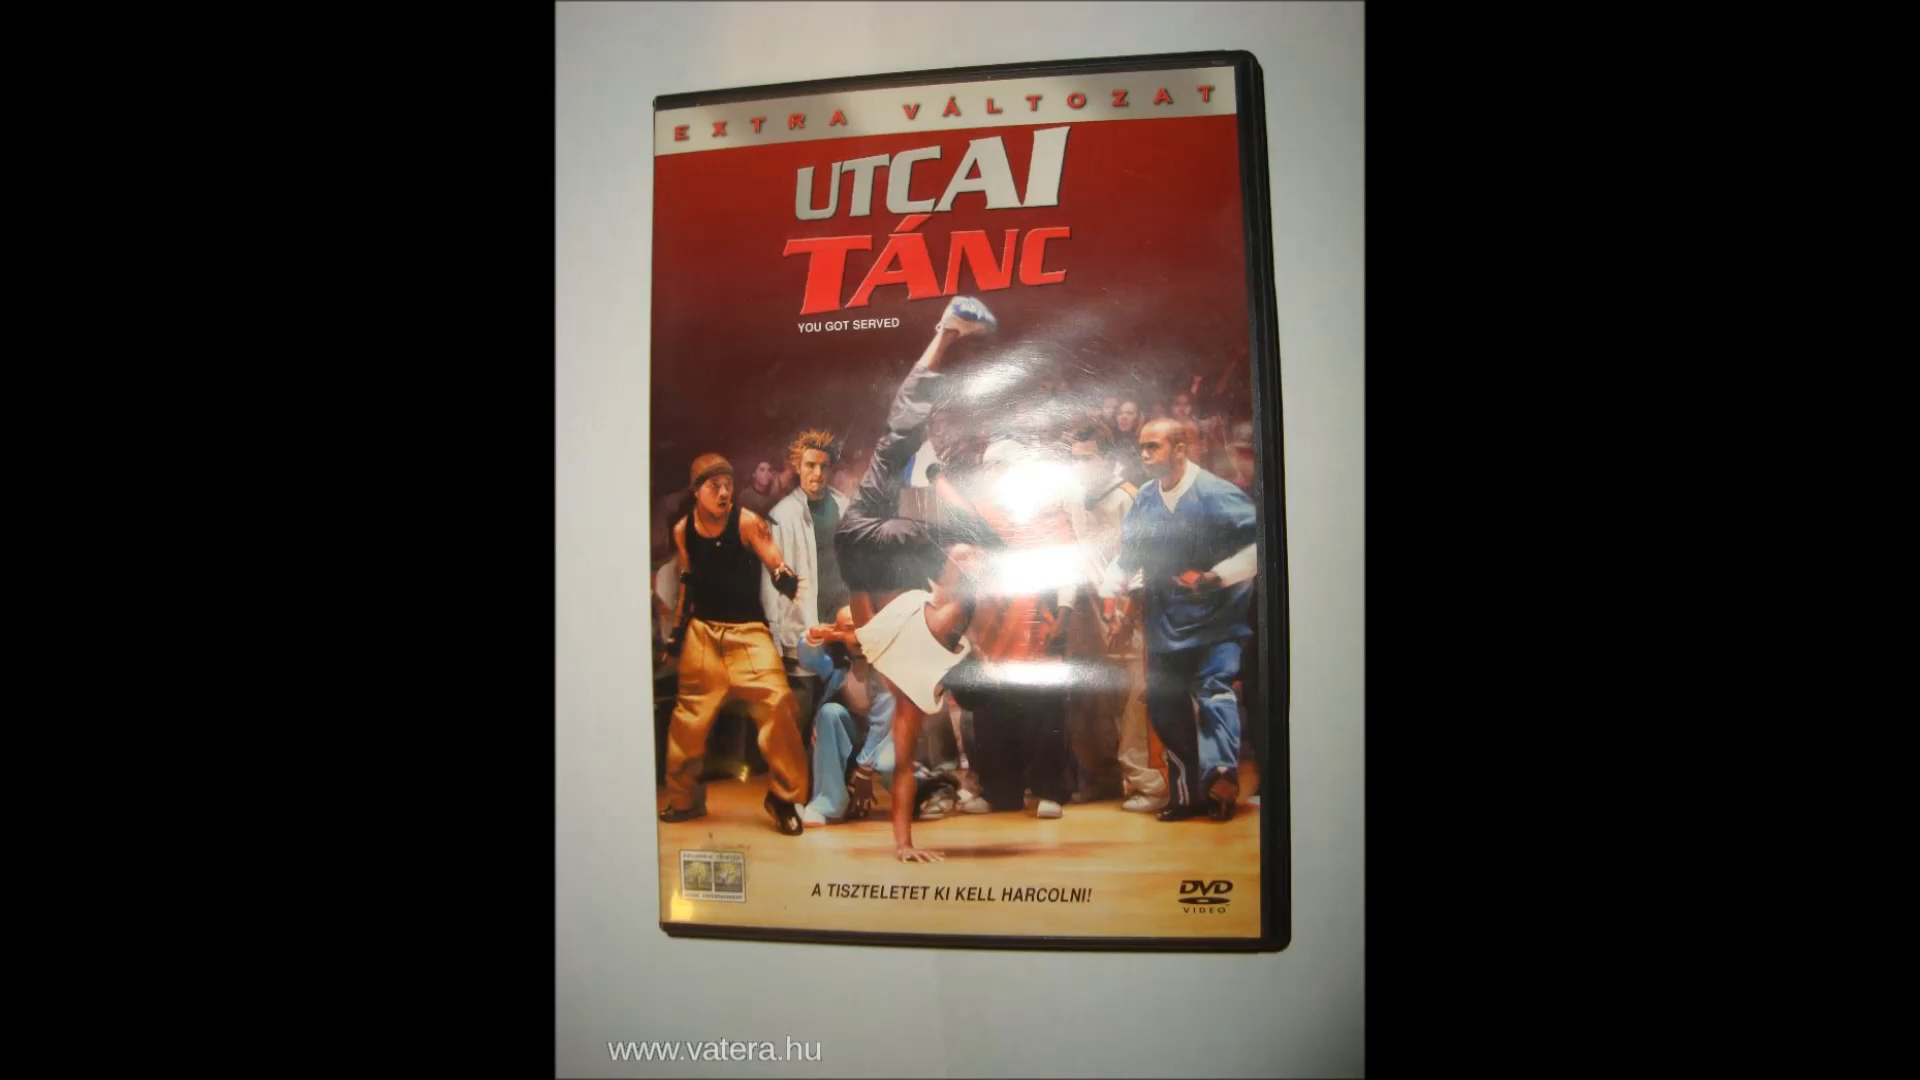 EXTRA VÁLTOZAT
UTCAI
TÁNC
YOU GOT SERVED
A TISZTELETET KI KELL HARCOLNI!
DVD
VIDEO
www.vatera.hu